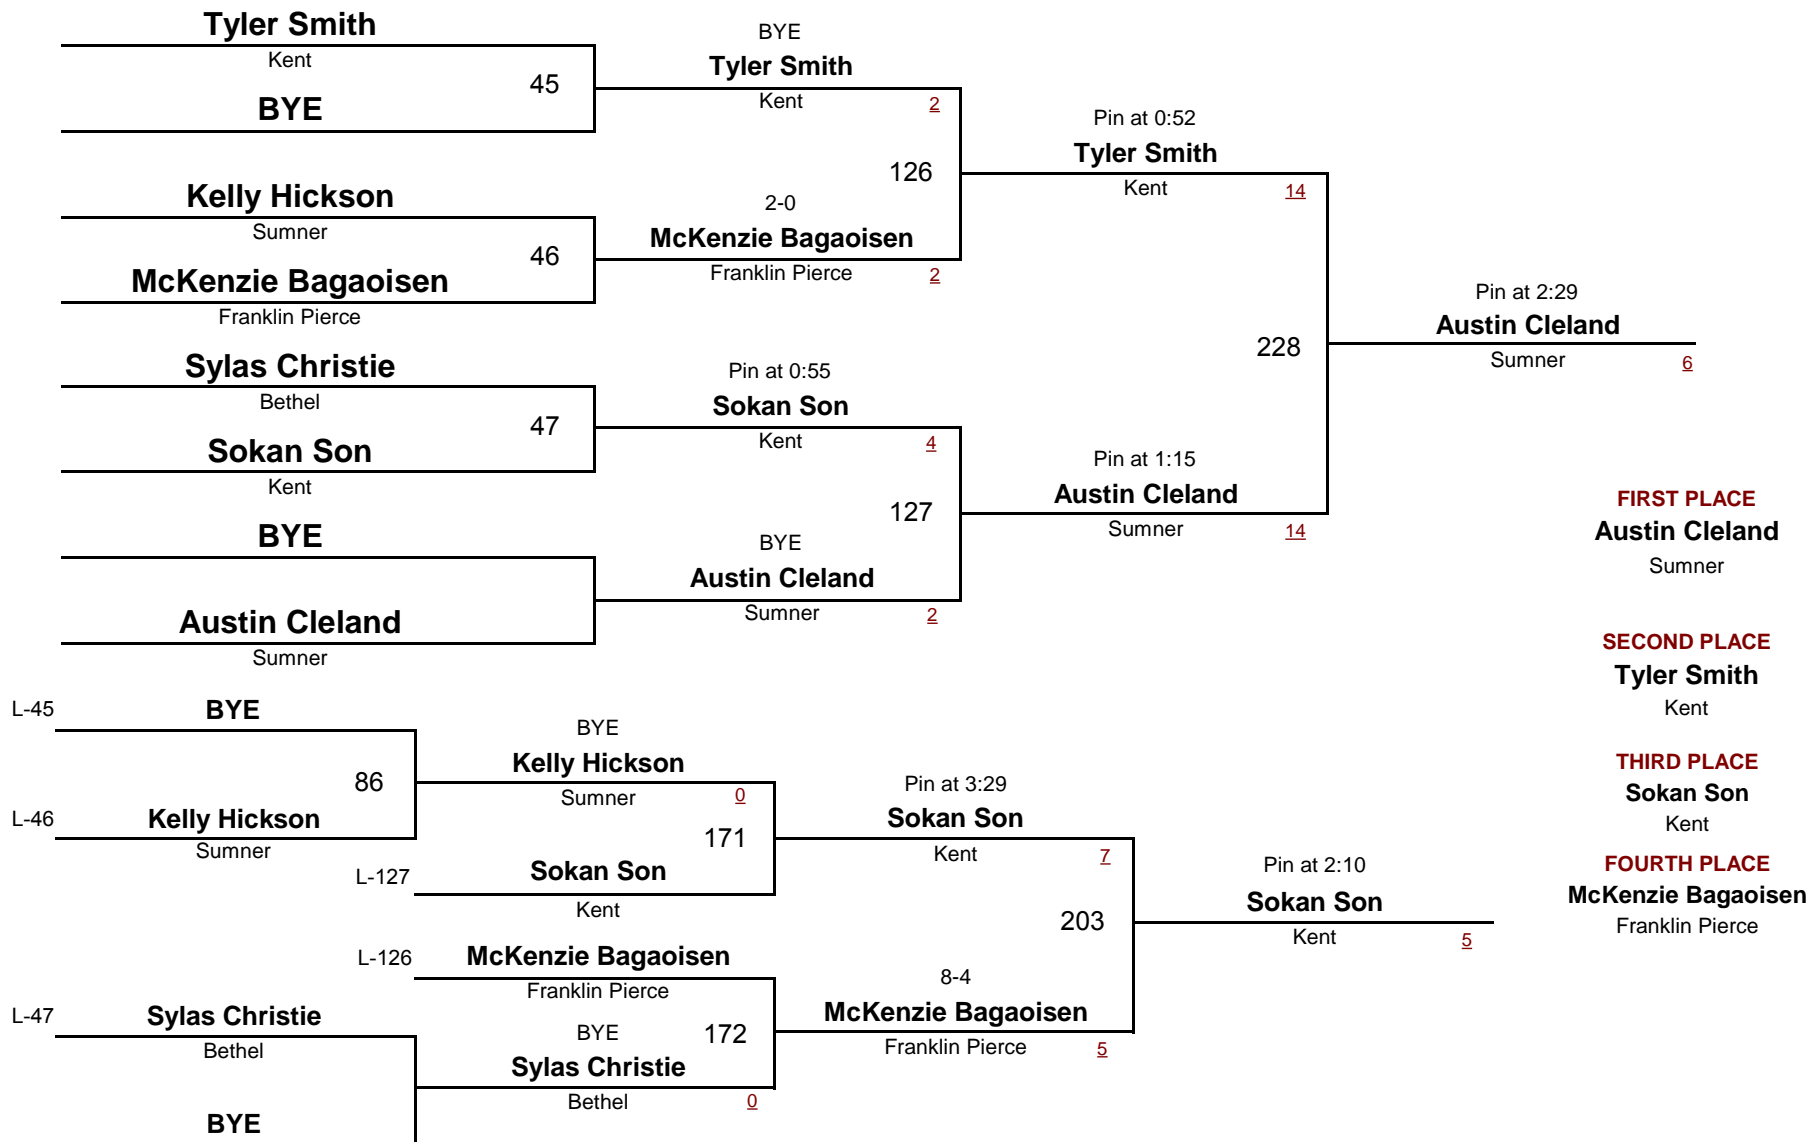 Tyler Smith
Kent
45
BYE
BYE
Tyler Smith
Kent
2
126
Kelly Hickson
Sumner
46
McKenzie Bagaoisen
Franklin Pierce
2-0
McKenzie Bagaoisen
Franklin Pierce
2
Pin at 0:52
Tyler Smith
Kent
14
228
Sylas Christie
Bethel
47
Sokan Son
Kent
Pin at 0:55
Sokan Son
Kent
4
127
BYE
Austin Cleland
Sumner
BYE
Austin Cleland
Sumner
2
Pin at 1:15
Austin Cleland
Sumner
14
Pin at 2:29
Austin Cleland
Sumner
6
FIRST PLACE
Austin Cleland
Sumner
SECOND PLACE
Tyler Smith
Kent
THIRD PLACE
Sokan Son
Kent
FOURTH PLACE
McKenzie Bagaoisen
Franklin Pierce
L-45
BYE
86
L-46
Kelly Hickson
Sumner
BYE
Kelly Hickson
Sumner
0
171
L-127
Sokan Son
Kent
Pin at 3:29
Sokan Son
Kent
7
203
L-126
McKenzie Bagaoisen
Franklin Pierce
172
L-47
Sylas Christie
Bethel
BYE
BYE
Sylas Christie
Bethel
0
8-4
McKenzie Bagaoisen
Franklin Pierce
5
Pin at 2:10
Sokan Son
Kent
5